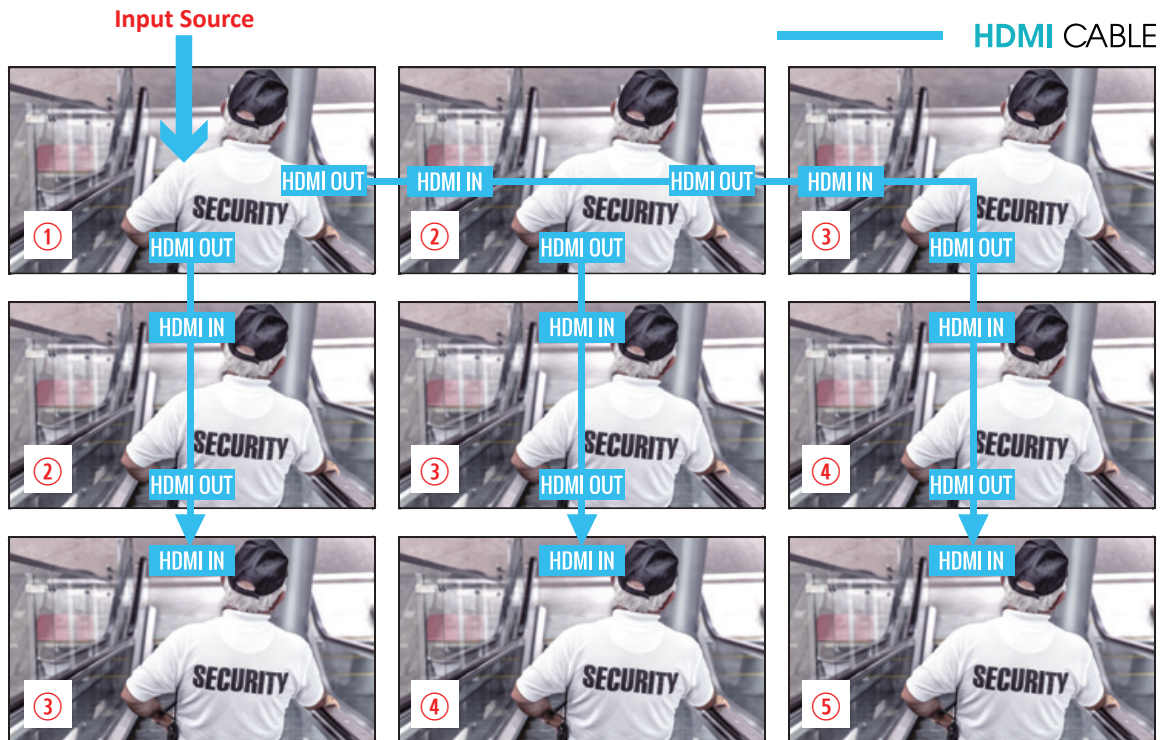 Input Source
HDMI CABLE
HDMI OUT HDMI IN HDMI OUT HDMI IN
SECURITY SECURITY SECURITY
① ② ③
HDMI OUT HDMI OUT HDMI OUT
HDMI IN HDMI IN HDMI IN
SECURITY SECURITY SECURITY
② ③ ④
HDMI OUT HDMI OUT HDMI OUT
HDMI IN HDMI IN HDMI IN
SECURITY SECURITY SECURITY
③ ④ ⑤